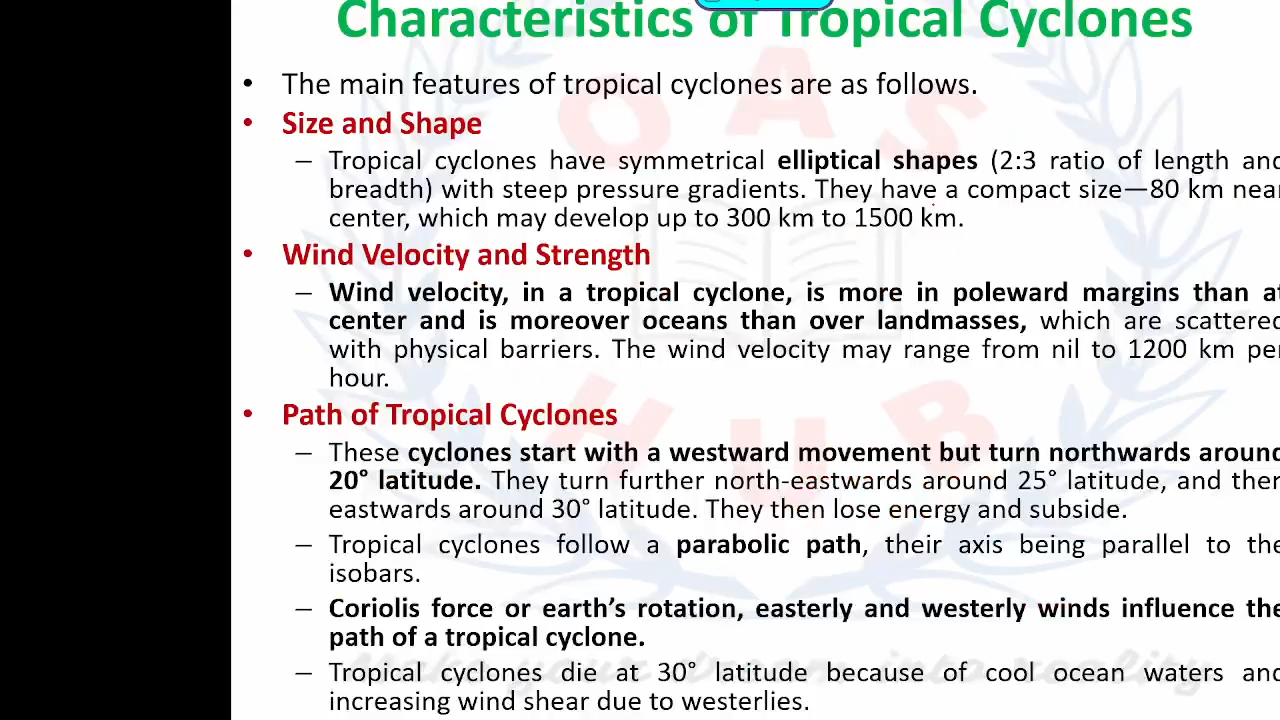 Characteristics of Tropical Cyclones
• The main features of tropical cyclones are as follows.
• Size and Shape
– Tropical cyclones have symmetrical elliptical shapes (2:3 ratio of length and
breadth) with steep pressure gradients. They have a compact size—80 km near
center, which may develop up to 300 km to 1500 km.
• Wind Velocity and Strength
– Wind velocity, in a tropical cyclone, is more in poleward margins than at
center and is moreover oceans than over landmasses, which are scattered
with physical barriers. The wind velocity may range from nil to 1200 km per
hour.
• Path of Tropical Cyclones
– These cyclones start with a westward movement but turn northwards around
20° latitude. They turn further north-eastwards around 25° latitude, and then
eastwards around 30° latitude. They then lose energy and subside.
– Tropical cyclones follow a parabolic path, their axis being parallel to the
isobars.
– Coriolis force or earth’s rotation, easterly and westerly winds influence the
path of a tropical cyclone.
– Tropical cyclones die at 30° latitude because of cool ocean waters and
increasing wind shear due to westerlies.
OAS
HUB